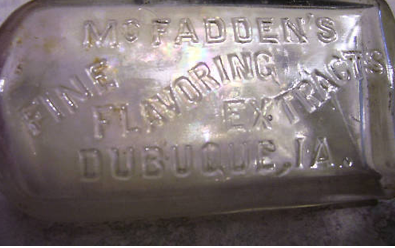 McFADDEN'S
FINE
FLAVORING
EXTRACTS
DUBUQUE, IA.